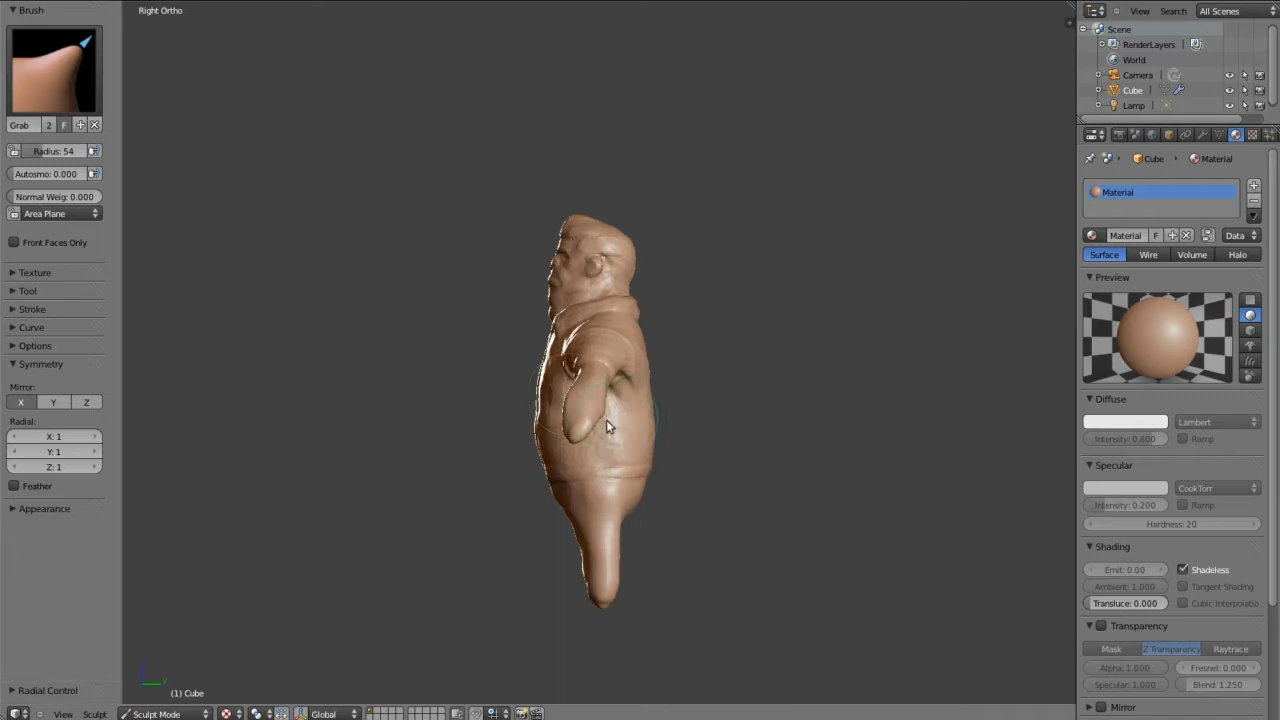 Brush
Grab 2 F
Radius: 54
Autosmo: 0.000
Normal Weig: 0.000
Area Plane
Front Faces Only
Texture
Tool
Stroke
Curve
Options
Symmetry
Mirror:
X Y Z
Radial:
X: 1
Y: 1
Z: 1
Feather
Appearance
Radial Control
Right Ortho
(1) Cube
View Sculpt Sculpt Mode Global
View Search All Scenes
Scene
RenderLayers
World
Camera
Cube
Lamp
Cube Material
Material
Material F Data
Surface Wire Volume Halo
Preview
Diffuse
Lambert
Intensity: 0.800 Ramp
Specular
CookTorr
Intensity: 0.200 Ramp
Hardness: 20
Shading
Emit: 0.00 Shadeless
Ambient: 1.000 Tangent Shading
Transluce: 0.000 Cubic Interpolatio
Transparency
Mask Z Transparency Raytrace
Alpha: 1.000 Fresnel: 0.000
Specular: 1.000 Blend: 1.250
Mirror